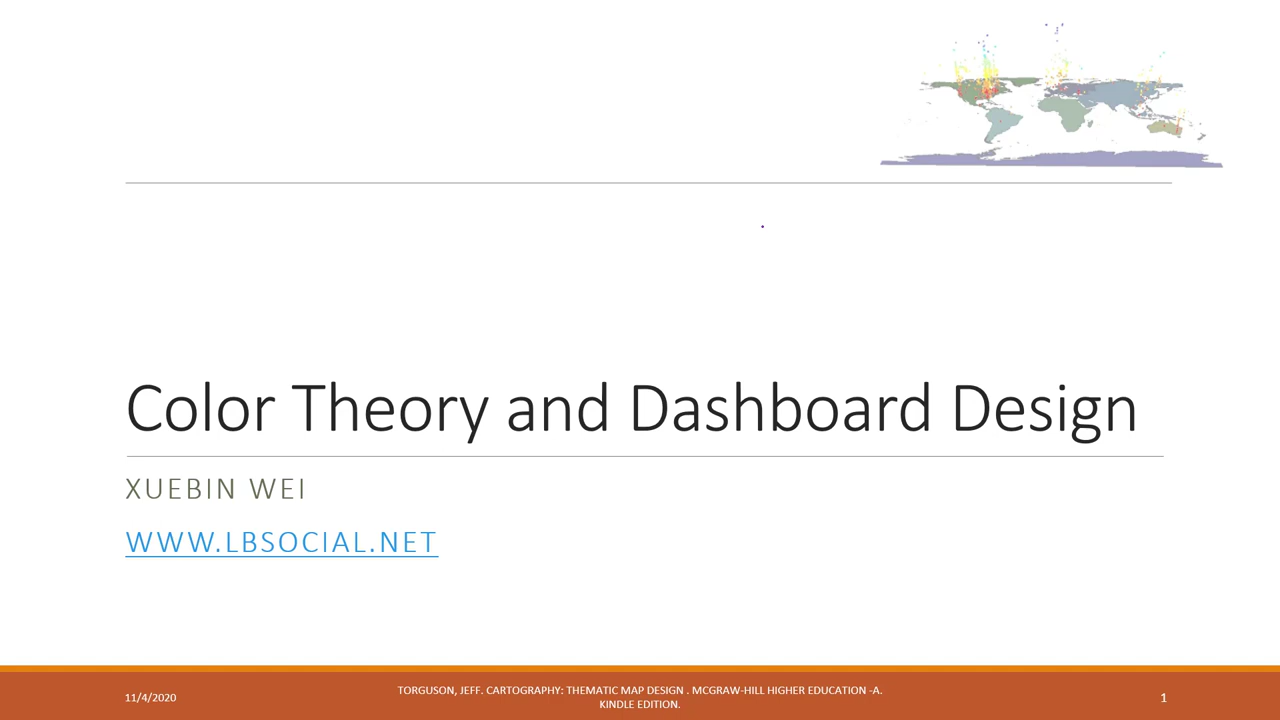 Color Theory and Dashboard Design
XUEBIN WEI
WWW.LBSOCIAL.NET
11/4/2020
TORGUSON, JEFF. CARTOGRAPHY: THEMATIC MAP DESIGN . MCGRAW-HILL HIGHER EDUCATION -A.
KINDLE EDITION.
1